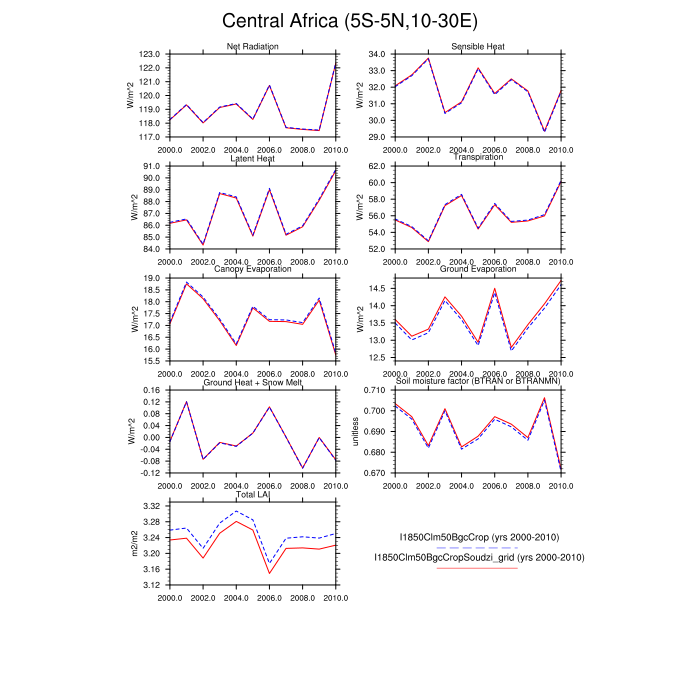 Central Africa (5S-5N,10-30E)
Net Radiation
Sensible Heat
123.0
122.0
121.0
120.0
119.0
118.0
117.0
W/m^2
2000.0 2002.0 2004.0 2006.0 2008.0 2010.0
34.0
33.0
32.0
31.0
30.0
29.0
W/m^2
2000.0 2002.0 2004.0 2006.0 2008.0 2010.0
Latent Heat
Transpiration
91.0
90.0
89.0
88.0
87.0
86.0
85.0
84.0
W/m^2
2000.0 2002.0 2004.0 2006.0 2008.0 2010.0
62.0
60.0
58.0
56.0
54.0
52.0
W/m^2
2000.0 2002.0 2004.0 2006.0 2008.0 2010.0
Canopy Evaporation
Ground Evaporation
19.0
18.5
18.0
17.5
17.0
16.5
16.0
15.5
W/m^2
2000.0 2002.0 2004.0 2006.0 2008.0 2010.0
14.5
14.0
13.5
13.0
12.5
W/m^2
2000.0 2002.0 2004.0 2006.0 2008.0 2010.0
Ground Heat + Snow Melt
Soil moisture factor (BTRAN or BTRANMN)
0.16
0.12
0.08
0.04
0.00
-0.04
-0.08
-0.12
W/m^2
2000.0 2002.0 2004.0 2006.0 2008.0 2010.0
0.710
0.700
0.690
0.680
0.670
unitless
2000.0 2002.0 2004.0 2006.0 2008.0 2010.0
Total LAI
3.32
3.28
3.24
3.20
3.16
3.12
m2/m2
2000.0 2002.0 2004.0 2006.0 2008.0 2010.0
I1850Clm50BgcCrop (yrs 2000-2010)
I1850Clm50BgcCropSoudzi_grid (yrs 2000-2010)